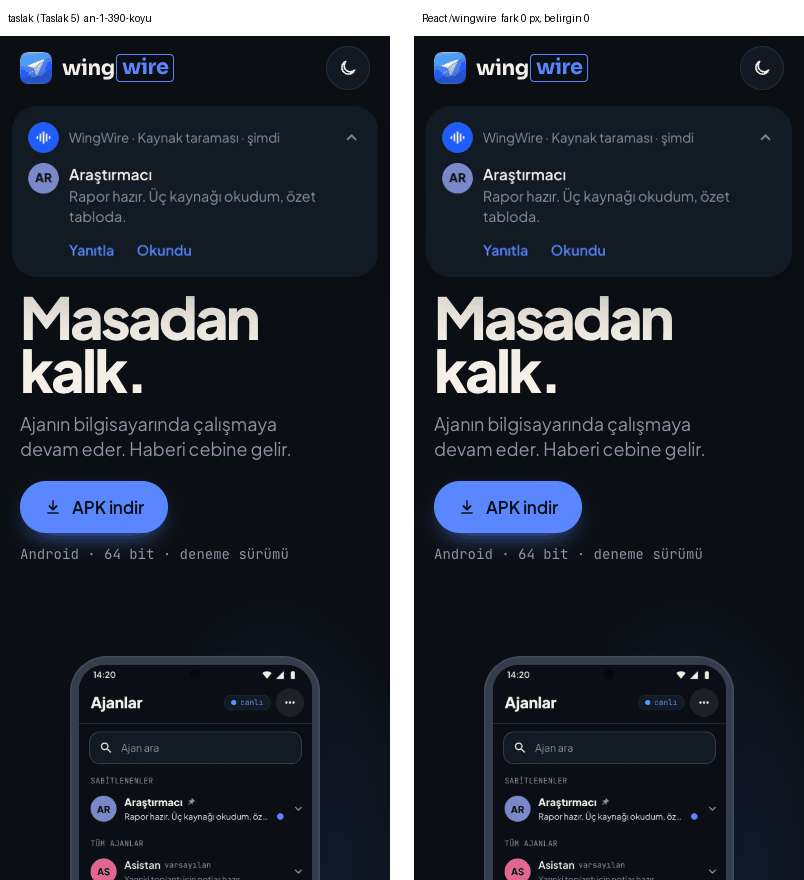 taslak (Taslak 5) an-1-390-koyu
wingwire
WingWire · Kaynak taraması · şimdi
AR
Araştırmacı
Rapor hazır. Üç kaynağı okudum, özet
tabloda.
Yanıtla Okundu
Masadan
kalk.
Ajanın bilgisayarında çalışmaya
devam eder. Haberi cebine gelir.
APK indir
Android · 64 bit · deneme sürümü
14:20
Ajanlar
canlı
Ajan ara
SABİTLENENLER
AR
Araştırmacı
Rapor hazır. Üç kaynağı okudum, öz...
TÜM AJANLAR
AS
Asistan varsayılan
React /wingwire fark 0 px, belirgin 0
wingwire
WingWire · Kaynak taraması · şimdi
AR
Araştırmacı
Rapor hazır. Üç kaynağı okudum, özet
tabloda.
Yanıtla Okundu
Masadan
kalk.
Ajanın bilgisayarında çalışmaya
devam eder. Haberi cebine gelir.
APK indir
Android · 64 bit · deneme sürümü
14:20
Ajanlar
canlı
Ajan ara
SABİTLENENLER
AR
Araştırmacı
Rapor hazır. Üç kaynağı okudum, öz...
TÜM AJANLAR
AS
Asistan varsayılan